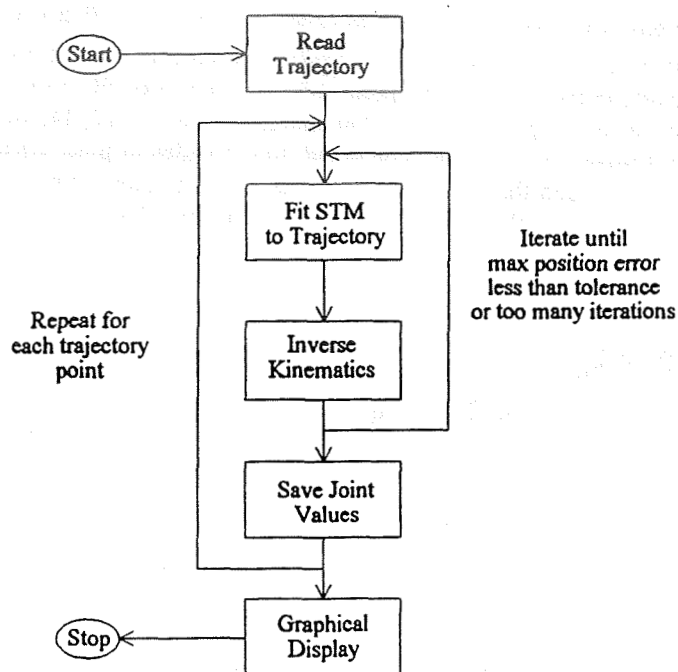 Start
Read
Trajectory
Fit STM
to Trajectory
Iterate until
max position error
less than tolerance
or too many iterations
Repeat for
each trajectory
point
Inverse
Kinematics
Save Joint
Values
Stop
Graphical
Display